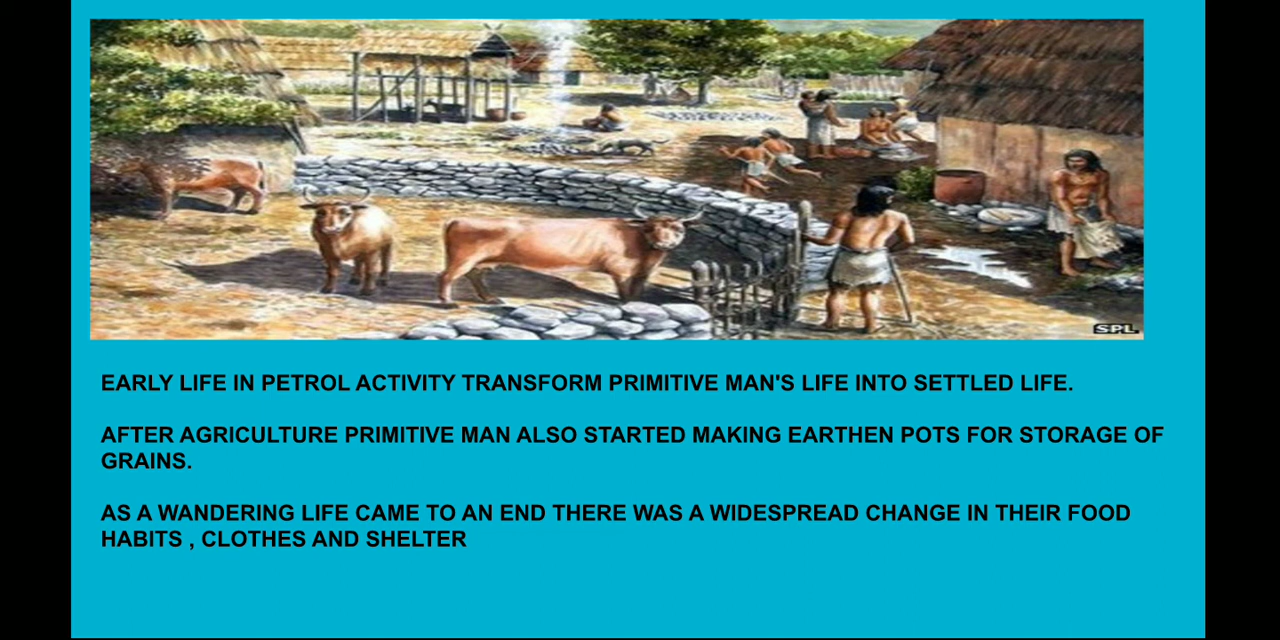 SPL
EARLY LIFE IN PETROL ACTIVITY TRANSFORM PRIMITIVE MAN'S LIFE INTO SETTLED LIFE.
AFTER AGRICULTURE PRIMITIVE MAN ALSO STARTED MAKING EARTHEN POTS FOR STORAGE OF
GRAINS.
AS A WANDERING LIFE CAME TO AN END THERE WAS A WIDESPREAD CHANGE IN THEIR FOOD
HABITS , CLOTHES AND SHELTER